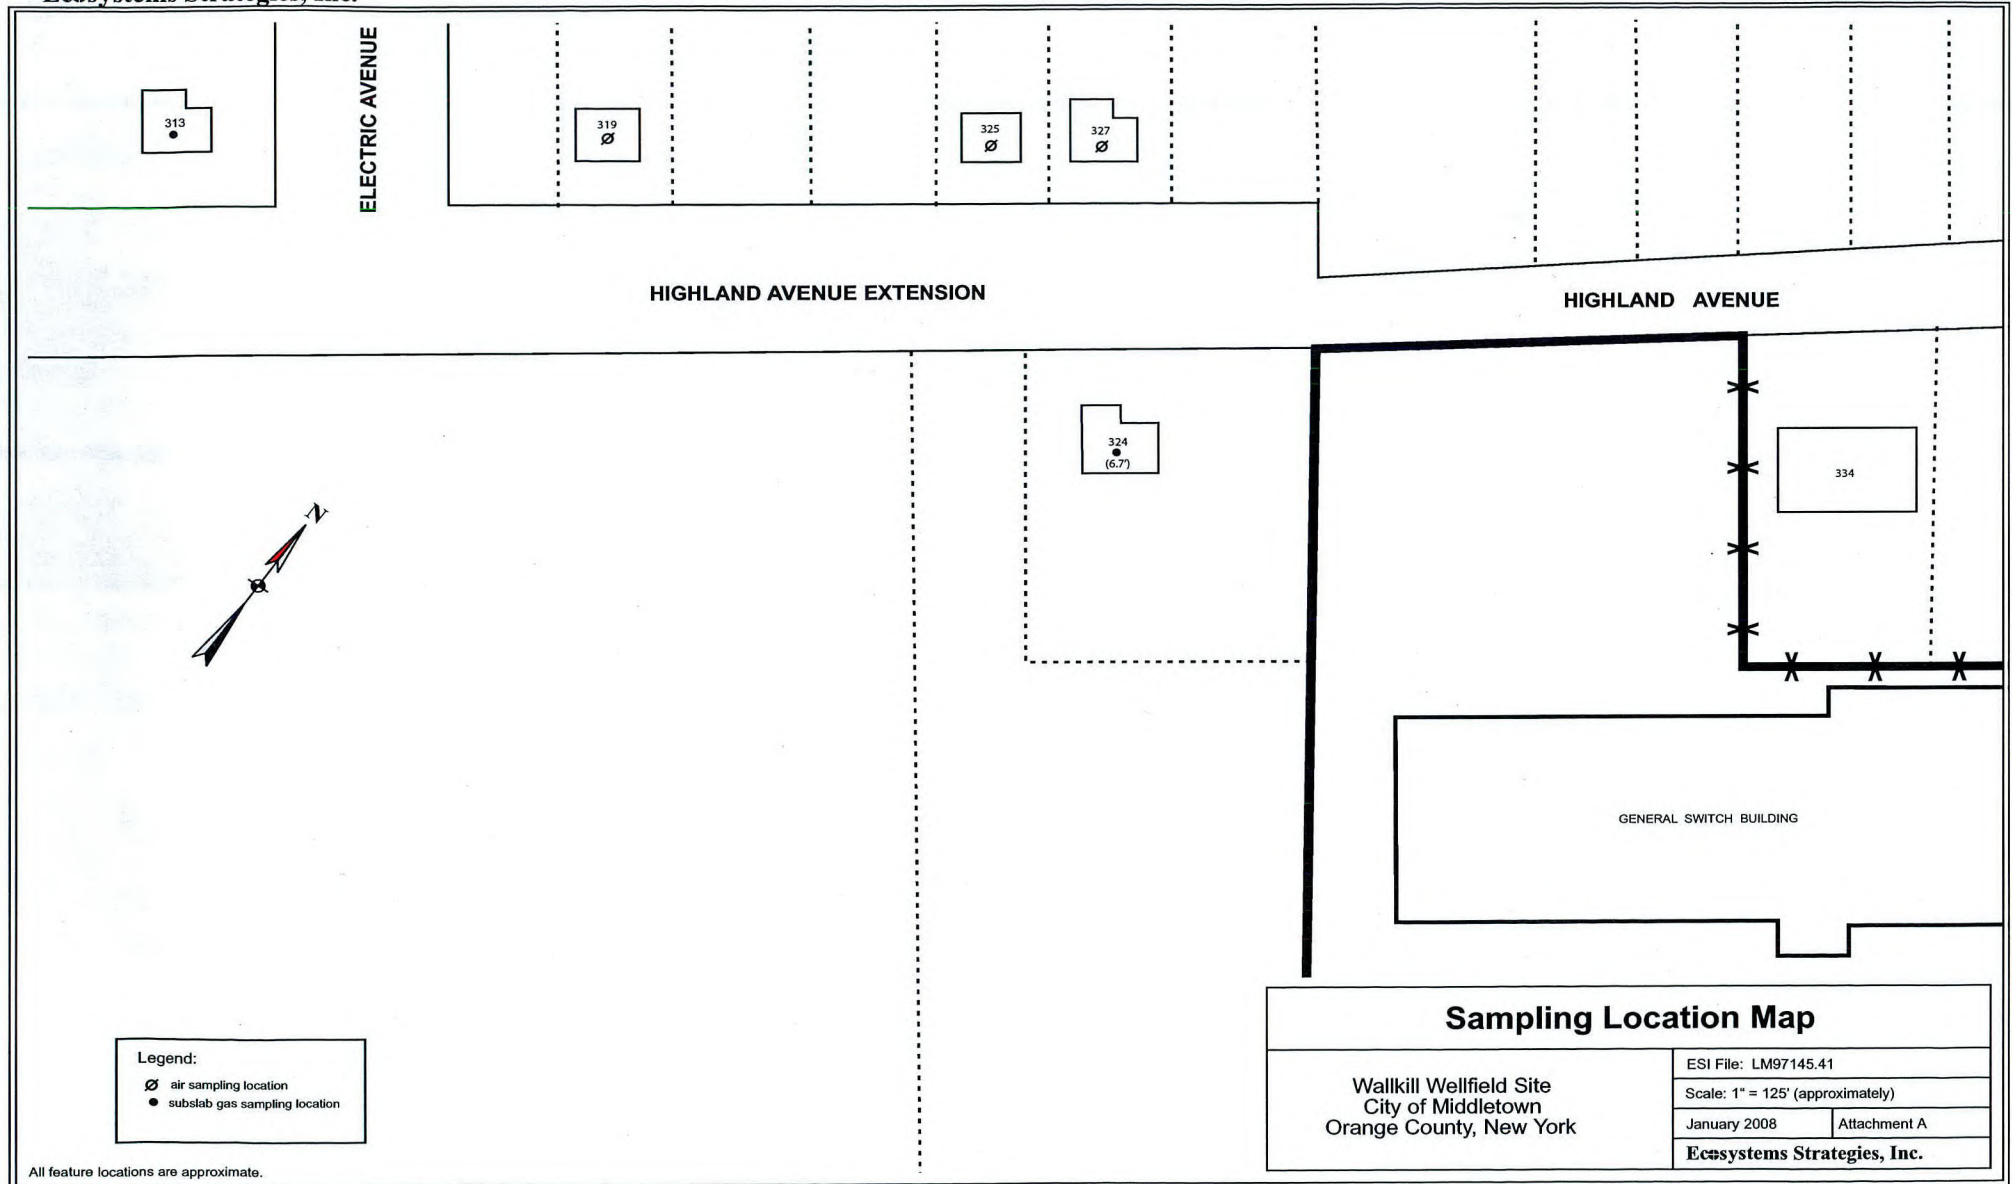 Ecosystems Strategies, Inc.
ELECTRIC AVENUE
313
319
325
327
HIGHLAND AVENUE EXTENSION
HIGHLAND AVENUE
324
(6.7')
334
N
GENERAL SWITCH BUILDING
Legend:
air sampling location
subslab gas sampling location
All feature locations are approximate.
Sampling Location Map
Wallkill Wellfield Site
City of Middletown
Orange County, New York
ESI File: LM97145.41
Scale: 1" = 125' (approximately)
January 2008
Attachment A
Ecosystems Strategies, Inc.